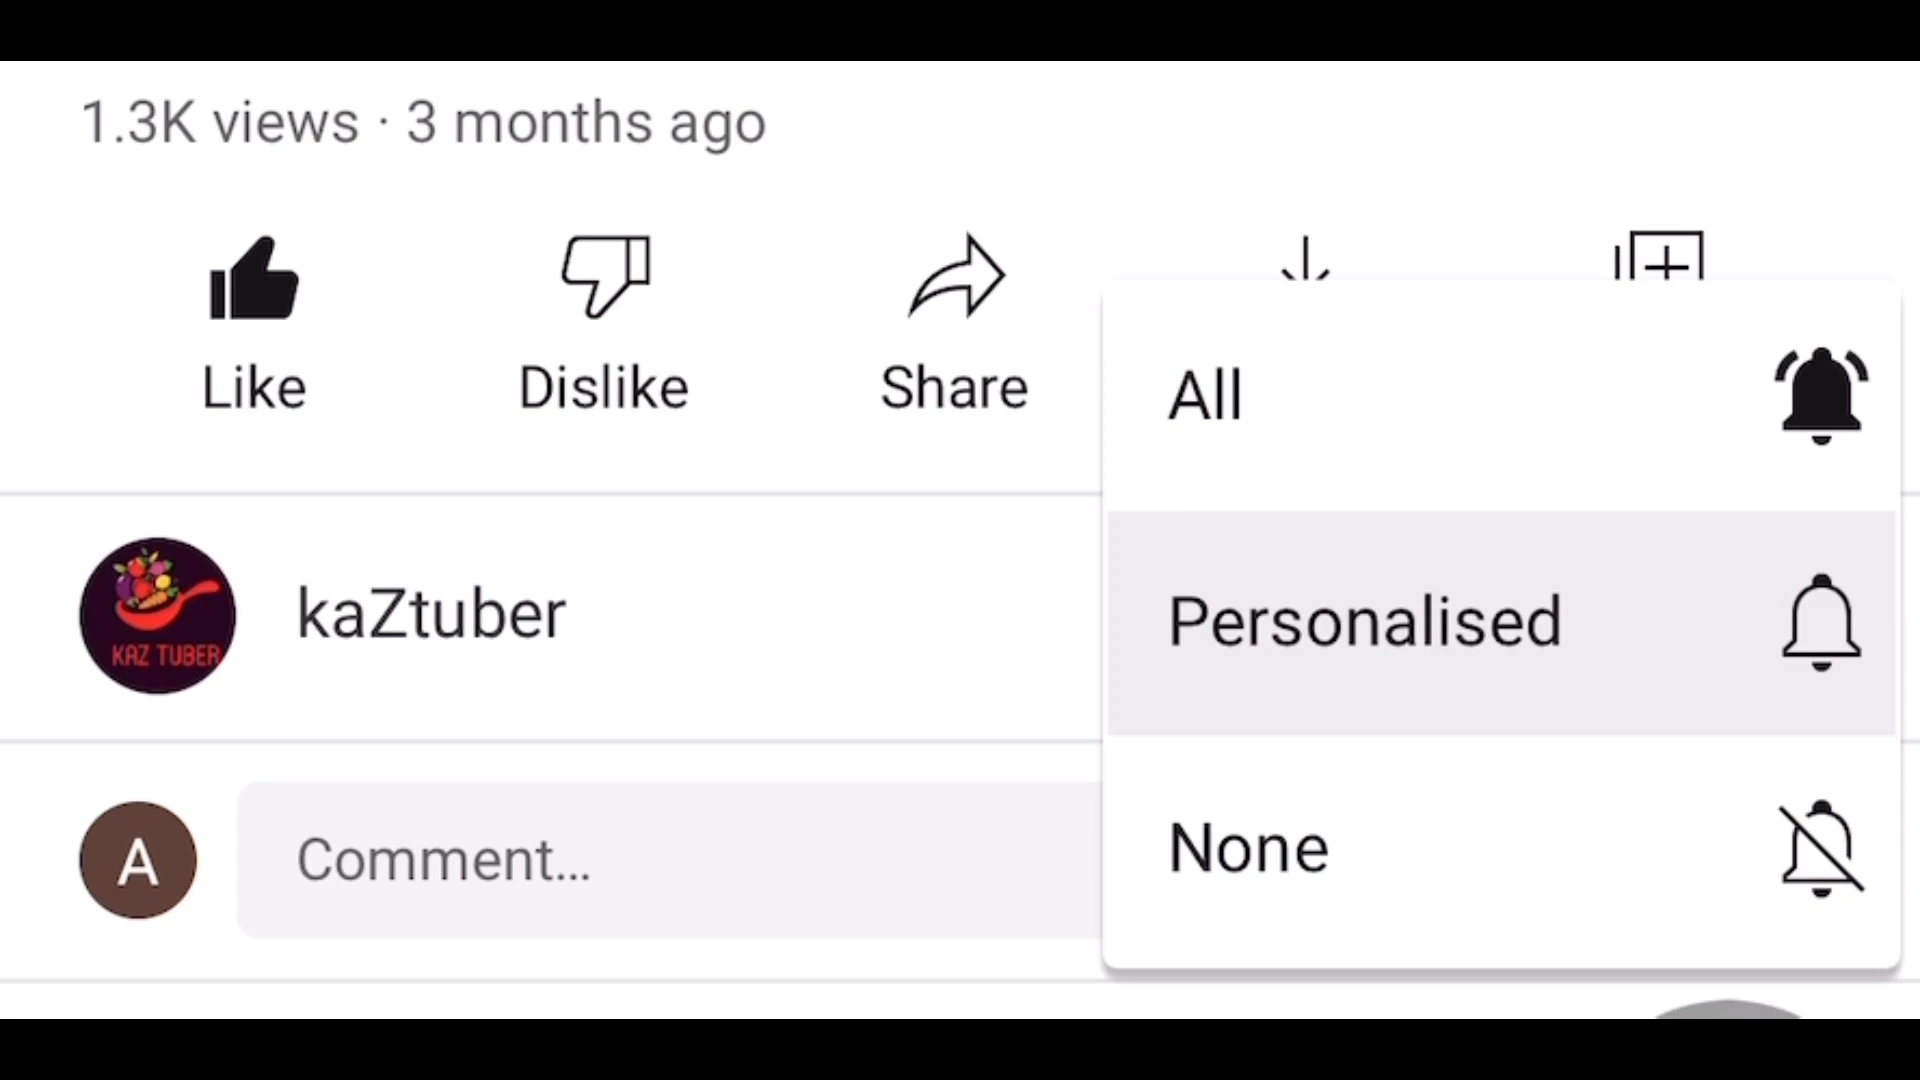 1.3K views · 3 months ago
Like
Dislike
Share
All
kaZtuber
KAZ TUBER
Personalised
A
Comment...
None